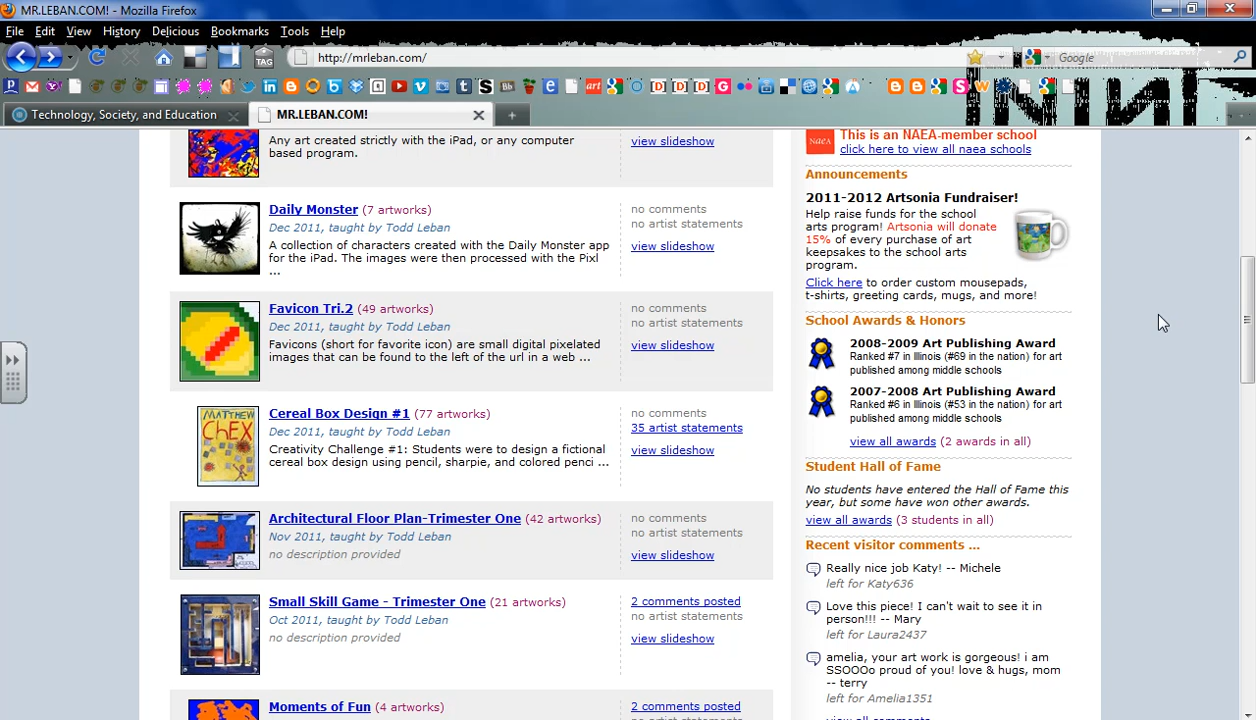 MR.LEBAN.COM! - Mozilla Firefox
File Edit View History Delicious Bookmarks Tools Help
TAG http://mrleban.com/ Google
Technology, Society, and Education MR.LEBAN.COM!
Any art created strictly with the iPad, or any computer
based program.
view slideshow
Daily Monster (7 artworks)
Dec 2011, taught by Todd Leban
A collection of characters created with the Daily Monster app
for the iPad. The images were then processed with the Pixl
...
no comments
no artist statements
view slideshow
Favicon Tri.2 (49 artworks)
Dec 2011, taught by Todd Leban
Favicons (short for favorite icon) are small digital pixelated
images that can be found to the left of the url in a web ...
no comments
no artist statements
view slideshow
MATTHEW
CHEX
Cereal Box Design #1 (77 artworks)
Dec 2011, taught by Todd Leban
Creativity Challenge #1: Students were to design a fictional
cereal box design using pencil, sharpie, and colored penci ...
no comments
35 artist statements
view slideshow
Architectural Floor Plan-Trimester One (42 artworks)
Nov 2011, taught by Todd Leban
no description provided
no comments
no artist statements
view slideshow
Small Skill Game - Trimester One (21 artworks)
Oct 2011, taught by Todd Leban
no description provided
2 comments posted
no artist statements
view slideshow
Moments of Fun (4 artworks)
2 comments posted
NAEA
This is an NAEA-member school
click here to view all naea schools
Announcements
2011-2012 Artsonia Fundraiser!
Help raise funds for the school
arts program! Artsonia will donate
15% of every purchase of art
keepsakes to the school arts
program.
Click here to order custom mousepads,
t-shirts, greeting cards, mugs, and more!
School Awards & Honors
2008-2009 Art Publishing Award
Ranked #7 in Illinois (#69 in the nation) for art
published among middle schools
2007-2008 Art Publishing Award
Ranked #6 in Illinois (#53 in the nation) for art
published among middle schools
view all awards (2 awards in all)
Student Hall of Fame
No students have entered the Hall of Fame this
year, but some have won other awards.
view all awards (3 students in all)
Recent visitor comments ...
Really nice job Katy! -- Michele
left for Katy636
Love this piece! I can't wait to see it in
person!!! -- Mary
left for Laura2437
amelia, your art work is gorgeous! i am
SSOOOo proud of you! love & hugs, mom
-- terry
left for Amelia1351